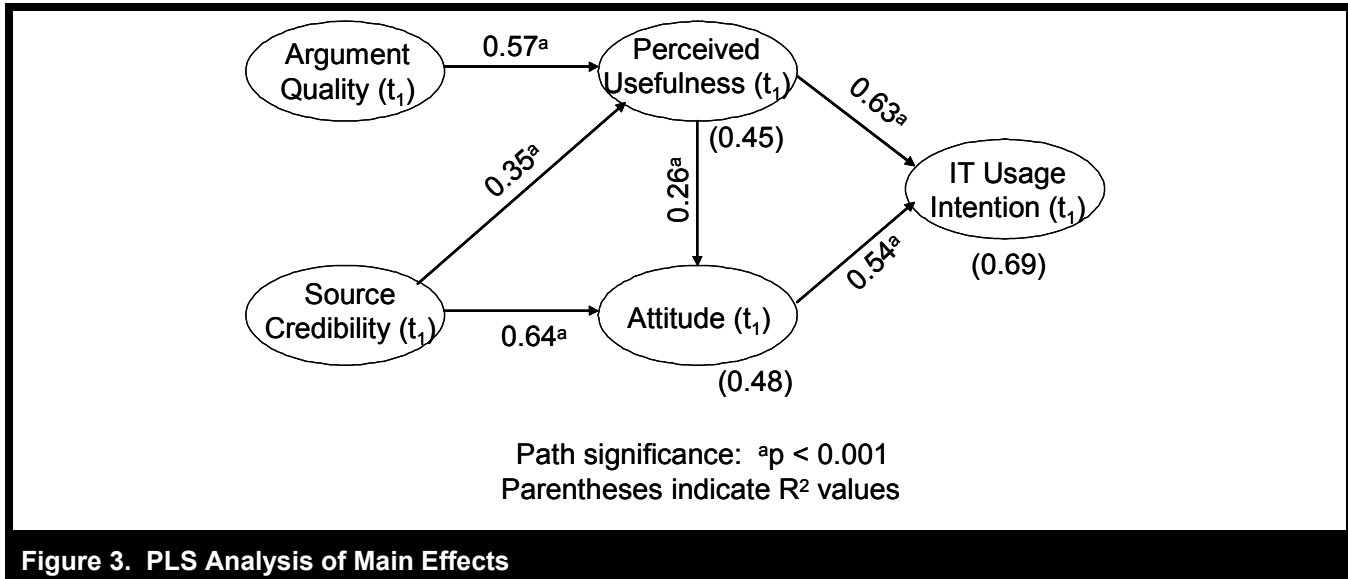 Argument
Quality (t₁)
0.57ᵃ
Perceived
Usefulness (t₁)
(0.45)
0.63ᵃ
0.35ᵃ
0.26ᵃ
IT Usage
Intention (t₁)
(0.69)
0.54ᵃ
Source
Credibility (t₁)
0.64ᵃ
Attitude (t₁)
(0.48)
Path significance: ᵃp < 0.001
Parentheses indicate R² values
Figure 3. PLS Analysis of Main Effects